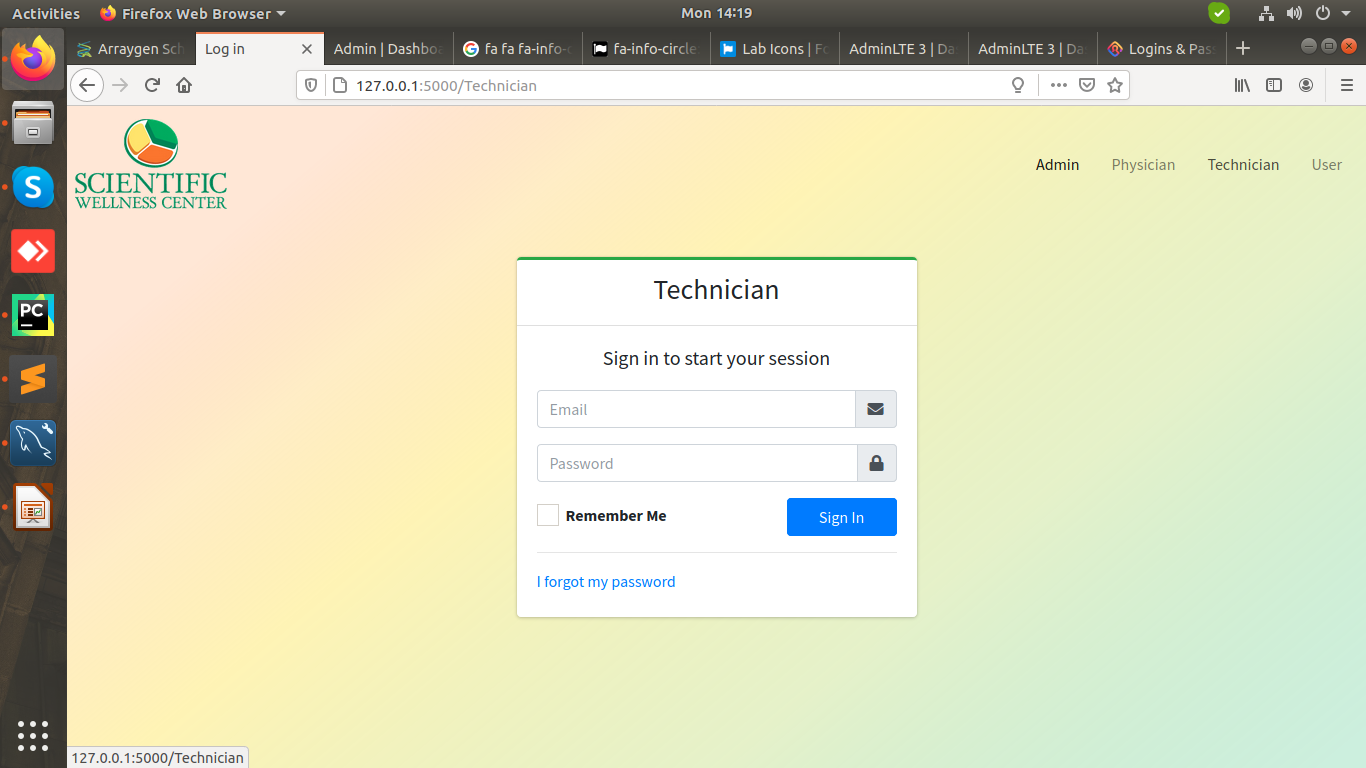 Activities Firefox Web Browser Mon 14:19
Arraygen Sch Log in Admin | Dashboa fa fa fa-info-c fa-info-circle Lab Icons | Fo AdminLTE 3 | Da AdminLTE 3 | Da Logins & Pas
127.0.0.1:5000/Technician
SCIENTIFIC
WELLNESS CENTER
Admin Physician Technician User
Technician
Sign in to start your session
Email
Password
Remember Me Sign In
I forgot my password
127.0.0.1:5000/Technician
S
PC